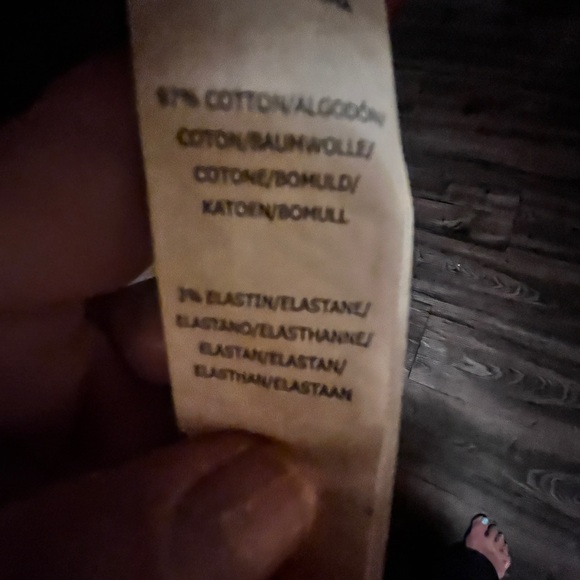 97% COTTON/ALGODÓN/
COTON/BAUMWOLLE/
COTONE/BOMULD/
KATOEN/BOMULL
3% ELASTIN/ELASTANE/
ELASTANO/ELASTHANNE/
ELASTAN/ELASTAN/
ELASTHAN/ELASTAAN